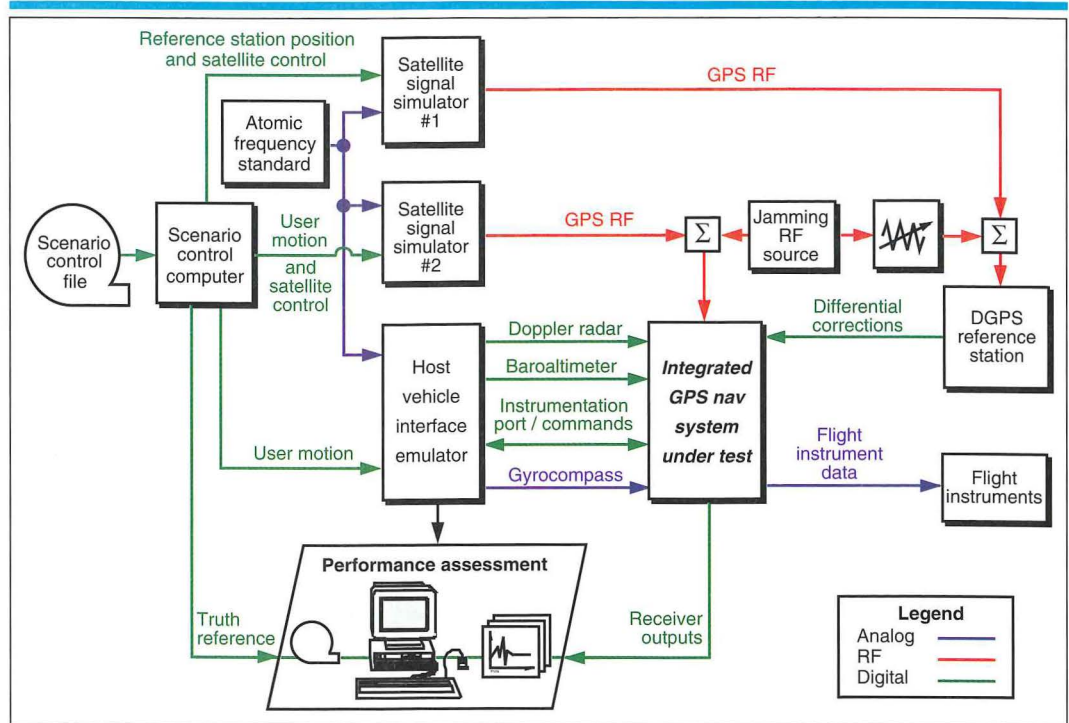 Reference station position
and satellite control
Satellite
signal
simulator
#1
GPS RF
Atomic
frequency
standard
Scenario
control
file
Scenario
control
computer
User
motion
and
satellite
control
Satellite
signal
simulator
#2
GPS RF
Σ
Jamming
RF
source
Σ
Differential
corrections
DGPS
reference
station
Host
vehicle
interface
emulator
Doppler radar
Baroaltimeter
Instrumentation
port / commands
Gyrocompass
Integrated
GPS nav
system
under test
User motion
Flight
instrument
data
Flight
instruments
Performance assessment
Truth
reference
Receiver
outputs
Legend
Analog
RF
Digital